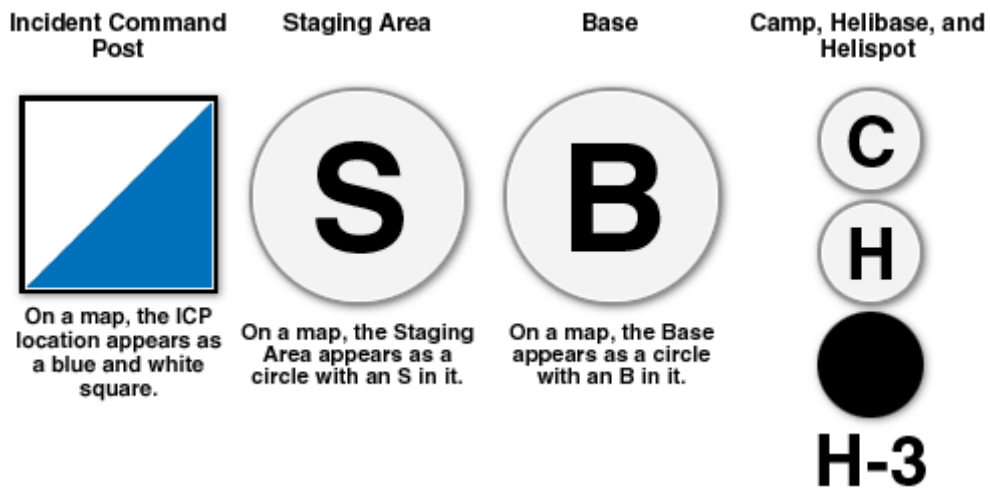 Incident Command
Post
Staging Area
Base
Camp, Helibase, and
Helispot
S
B
C
H
H-3
On a map, the ICP
location appears as
a blue and white
square.
On a map, the Staging
Area appears as a
circle with an S in it.
On a map, the Base
appears as a circle
with an B in it.